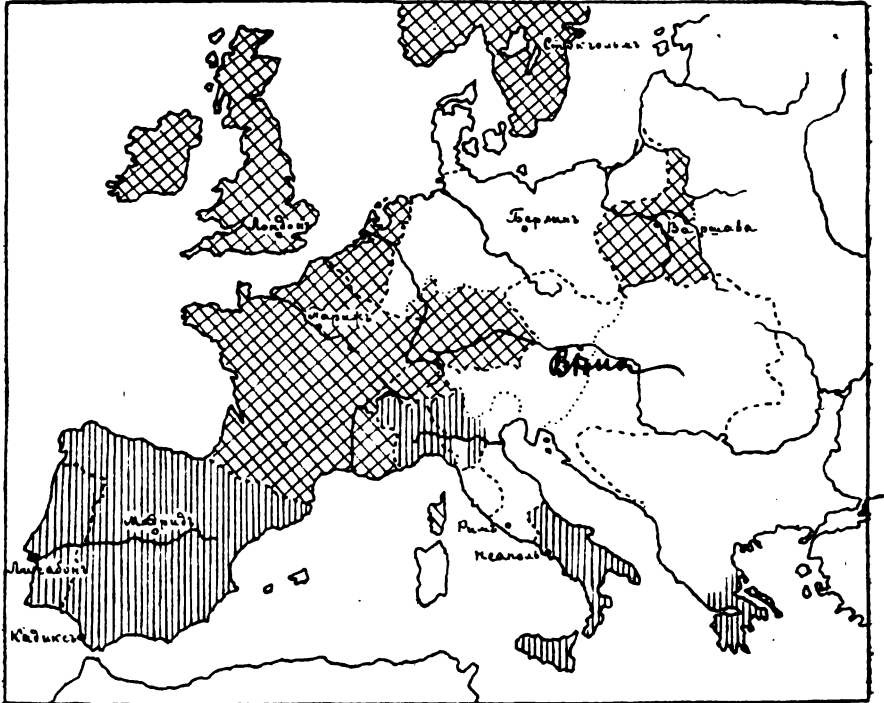 Стокгольмъ
Лондонъ
Берлинъ
Варшава
Парижъ
Вѣна
Мадридъ
Римъ
Неаполь
Лиссабонъ
Кадиксъ